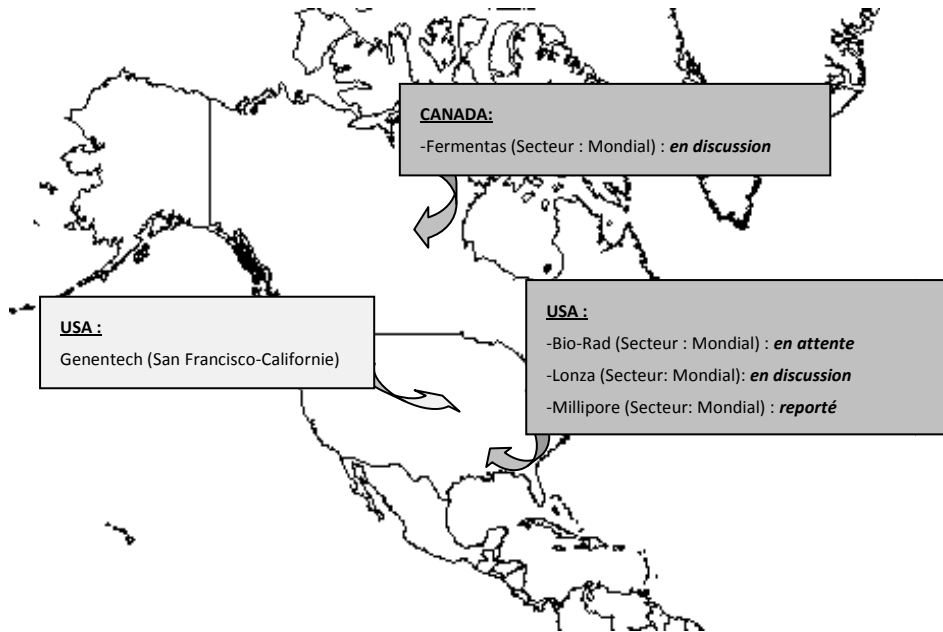 CANADA:
-Fermentas (Secteur : Mondial) : en discussion
USA :
Genentech (San Francisco-Californie)
USA :
-Bio-Rad (Secteur : Mondial) : en attente
-Lonza (Secteur: Mondial): en discussion
-Millipore (Secteur: Mondial) : reporté